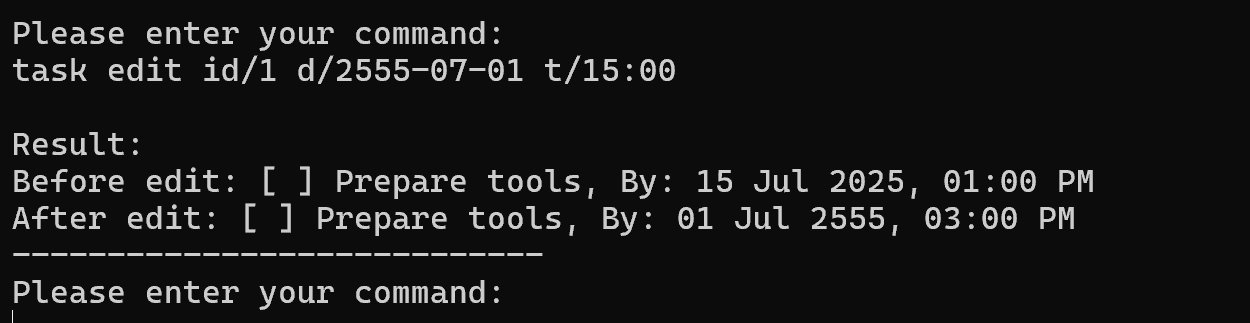 Please enter your command:
task edit id/1 d/2555-07-01 t/15:00
Result:
Before edit: [ ] Prepare tools, By: 15 Jul 2025, 01:00 PM
After edit: [ ] Prepare tools, By: 01 Jul 2555, 03:00 PM
----------------------------
Please enter your command: